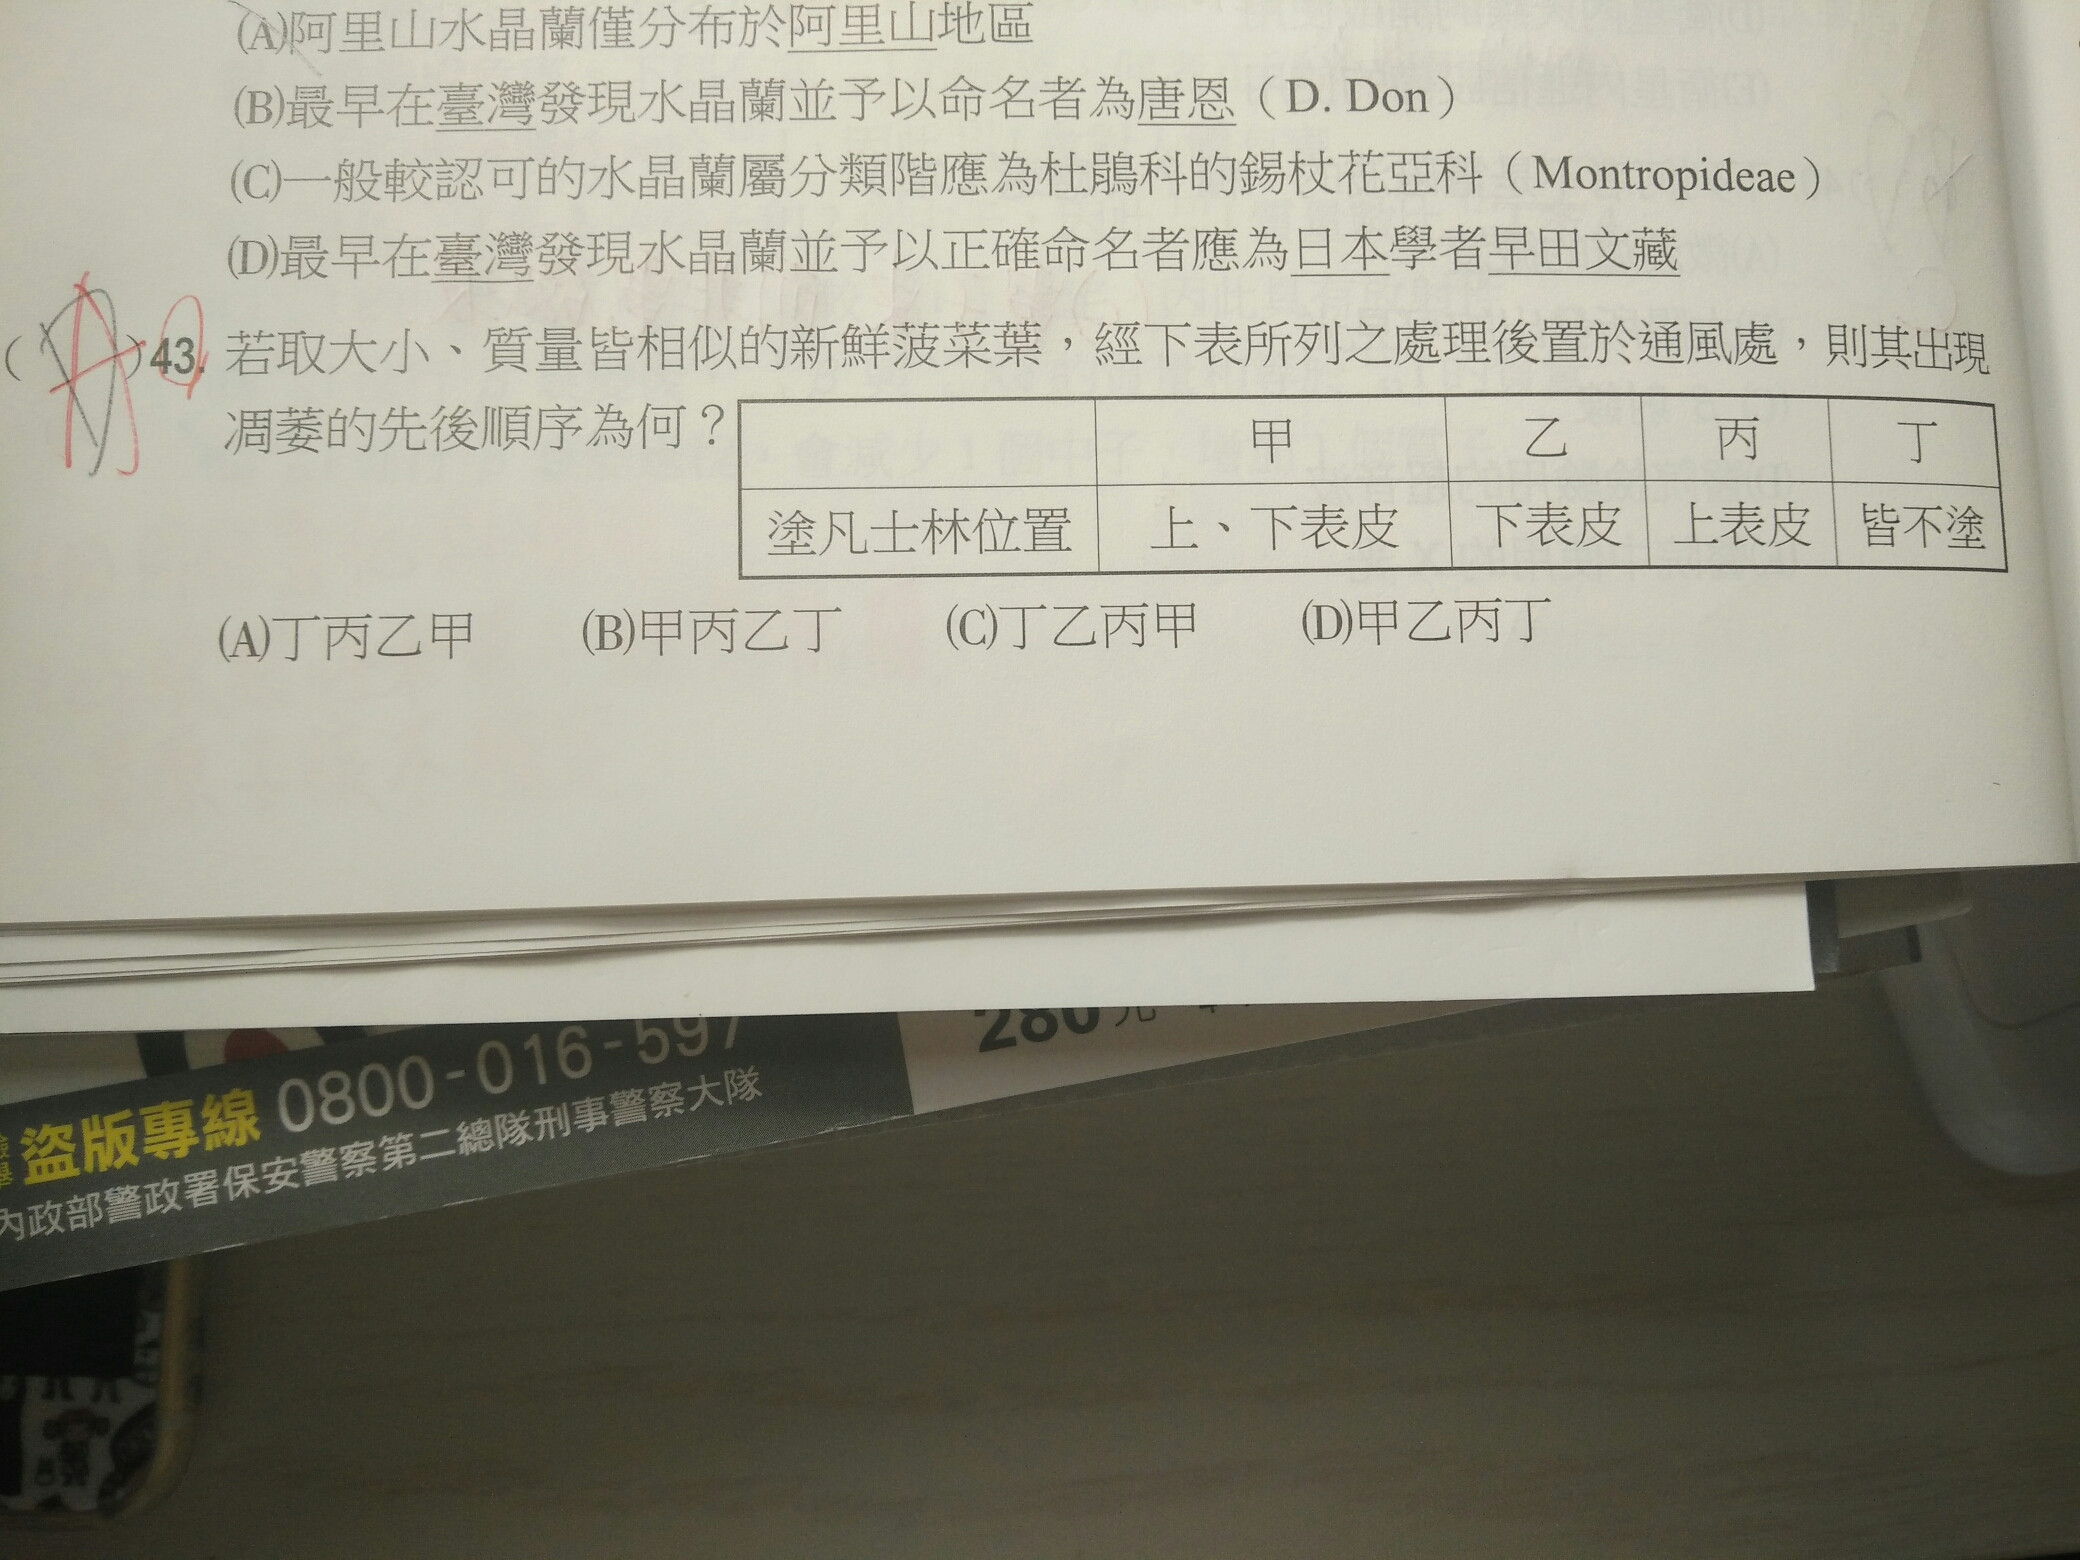 (A)阿里山水晶蘭僅分布於阿里山地區
(B)最早在臺灣發現水晶蘭並予以命名者為唐恩（D. Don）
(C)一般較認可的水晶蘭屬分類階應為杜鵑科的錫杖花亞科（Montropideae）
(D)最早在臺灣發現水晶蘭並予以正確命名者應為日本學者早田文藏
( A )43. 若取大小、質量皆相似的新鮮菠菜葉，經下表所列之處理後置於通風處，則其出現
凋萎的先後順序為何？
甲 乙 丙 丁
塗凡士林位置 上、下表皮 下表皮 上表皮 皆不塗
(A)丁丙乙甲 (B)甲丙乙丁 (C)丁乙丙甲 (D)甲乙丙丁
280元
檢舉盜版專線 0800-016-597
內政部警政署保安警察第二總隊刑事警察大隊